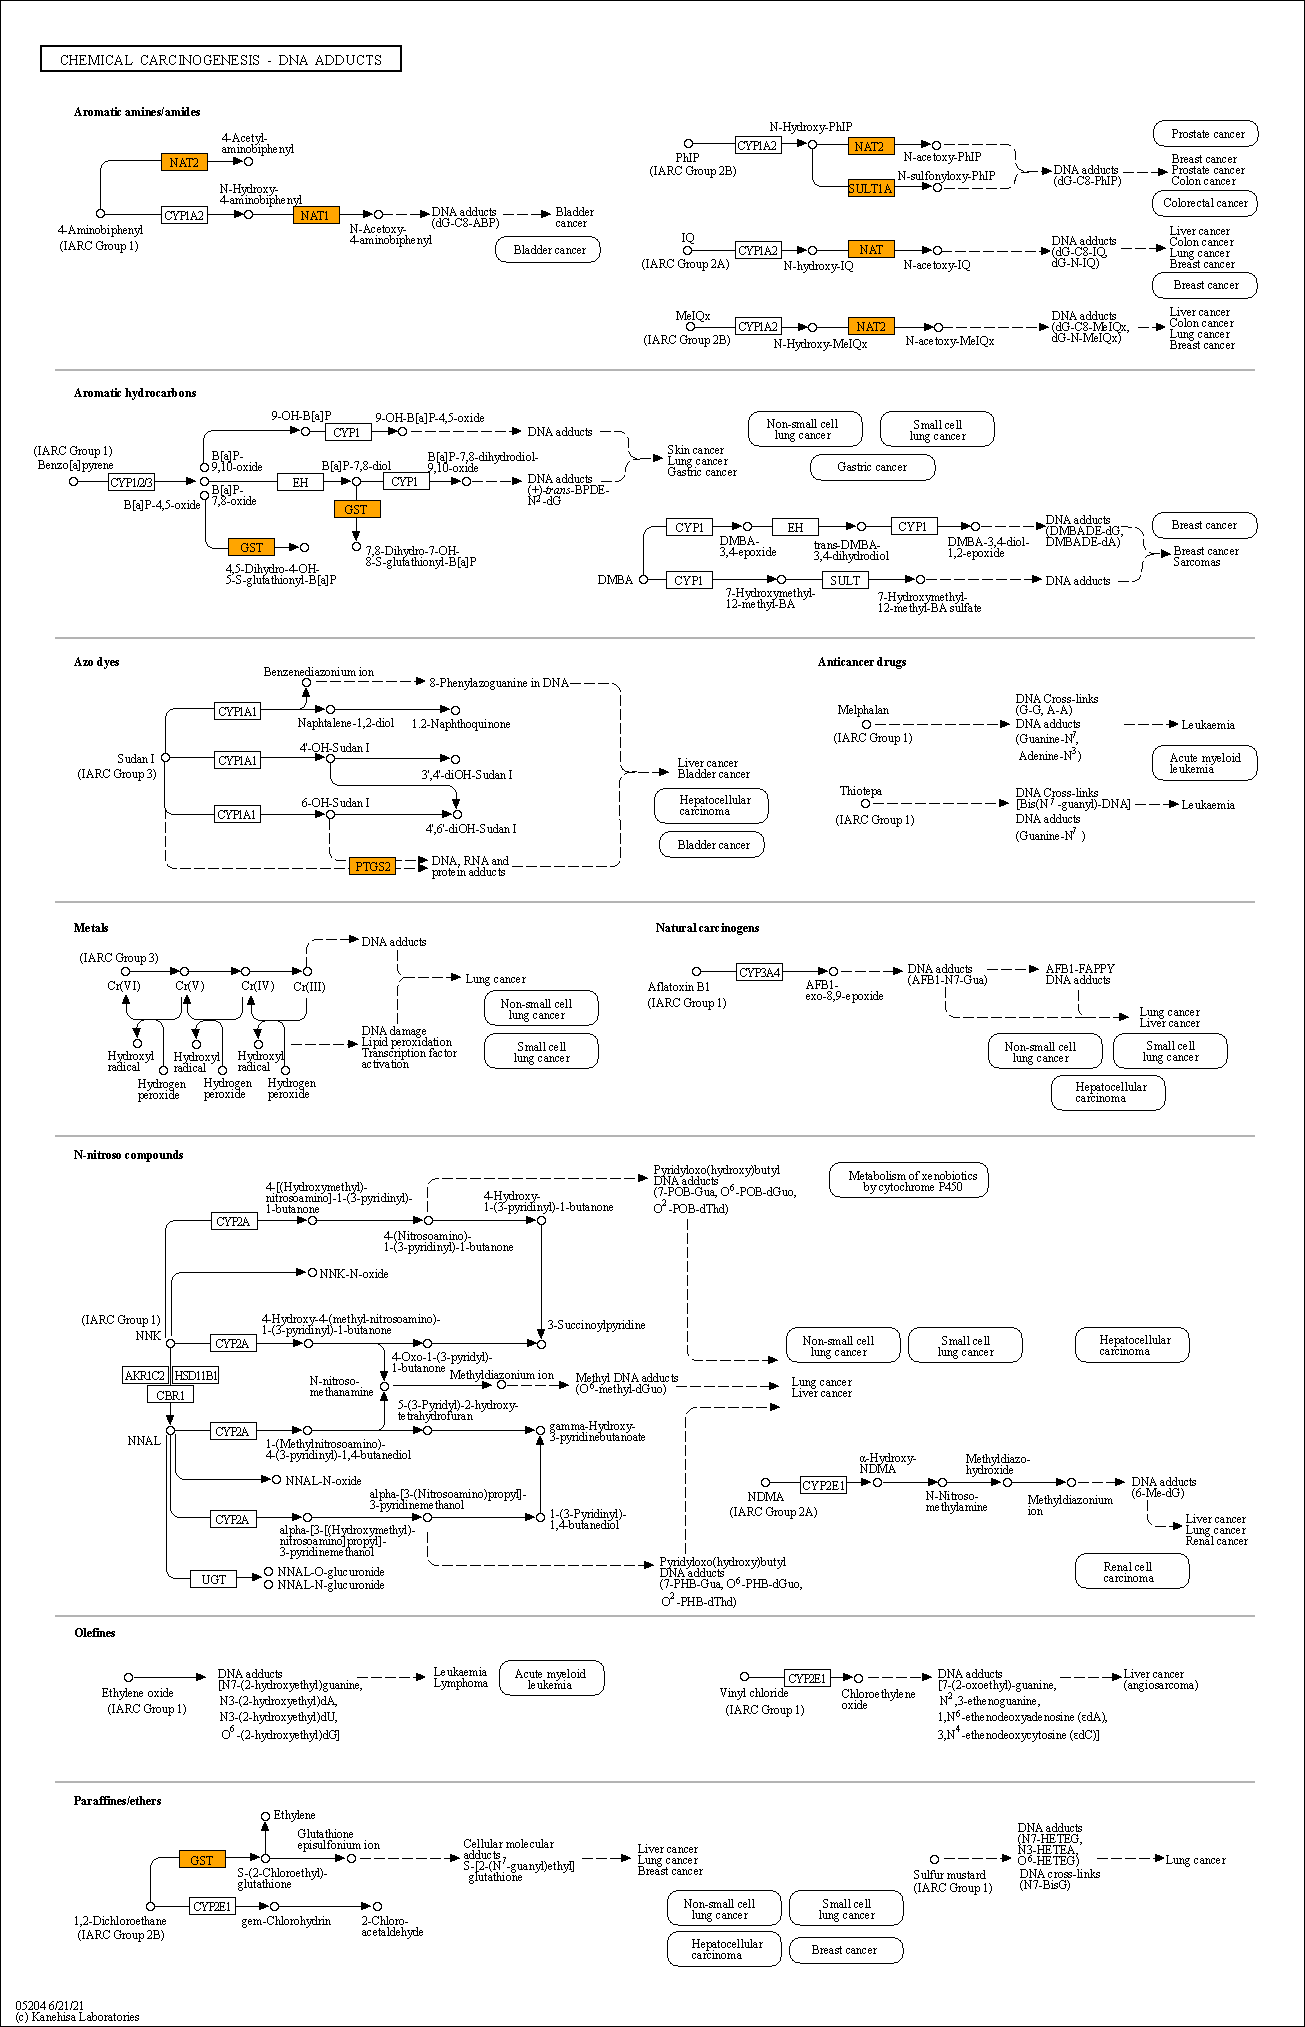 CHEMICAL CARCINOGENESIS - DNA ADDUCTS
Aromatic amines/amides
4-Acetyl-
aminobiphenyl
NAT2
N-Hydroxy-
4-aminobiphenyl
CYP1A2
NAT1
4-Aminobiphenyl
(IARC Group 1)
N-Acetoxy-
4-aminobiphenyl
DNA adducts
(dG-C8-ABP)
Bladder
cancer
Bladder cancer
N-Hydroxy-PhIP
PhIP
(IARC Group 2B)
CYP1A2
NAT2
N-acetoxy-PhIP
N-sulfonyloxy-PhIP
SULT1A
DNA adducts
(dG-C8-PhIP)
Prostate cancer
Breast cancer
Prostate cancer
Colon cancer
Colorectal cancer
IQ
(IARC Group 2A)
CYP1A2
N-hydroxy-IQ
NAT
N-acetoxy-IQ
DNA adducts
(dG-C8-IQ,
dG-N-IQ)
Liver cancer
Colon cancer
Lung cancer
Breast cancer
Breast cancer
MeIQx
(IARC Group 2B)
CYP1A2
N-Hydroxy-MeIQx
NAT2
N-acetoxy-MeIQx
DNA adducts
(dG-C8-MeIQx,
dG-N-MeIQx)
Liver cancer
Colon cancer
Lung cancer
Breast cancer
Aromatic hydrocarbons
9-OH-B[a]P
CYP1
9-OH-B[a]P-4,5-oxide
DNA adducts
(IARC Group 1)
Benzo[a]pyrene
CYP1/2/3
B[a]P-4,5-oxide
B[a]P-
9,10-oxide
B[a]P-
7,8-oxide
EH
B[a]P-7,8-diol
CYP1
B[a]P-7,8-dihydrodiol-
9,10-oxide
DNA adducts
(+)-trans-BPDE-
N2-dG
Skin cancer
Lung cancer
Gastric cancer
GST
GST
4,5-Dihydro-4-OH-
5-S-glutathionyl-B[a]P
7,8-Dihydro-7-OH-
8-S-glutathionyl-B[a]P
Non-small cell
lung cancer
Small cell
lung cancer
Gastric cancer
DMBA
CYP1
DMBA-
3,4-epoxide
EH
trans-DMBA-
3,4-dihydrodiol
CYP1
DMBA-3,4-diol-
1,2-epoxide
DNA adducts
(DMBADE-dG,
DMBADE-dA)
Breast cancer
Breast cancer
Sarcomas
CYP1
7-Hydroxymethyl-
12-methyl-BA
SULT
7-Hydroxymethyl-
12-methyl-BA sulfate
DNA adducts
Azo dyes
Benzenediazonium ion
8-Phenylazoguanine in DNA
CYP1A1
Naphtalene-1,2-diol
1.2-Naphthoquinone
Sudan I
(IARC Group 3)
CYP1A1
4'-OH-Sudan I
3',4'-diOH-Sudan I
CYP1A1
6-OH-Sudan I
4',6'-diOH-Sudan I
PTGS2
DNA, RNA and
protein adducts
Liver cancer
Bladder cancer
Hepatocellular
carcinoma
Bladder cancer
Anticancer drugs
Melphalan
(IARC Group 1)
DNA Cross-links
(G-G, A-A)
DNA adducts
(Guanine-N7,
Adenine-N3)
Leukaemia
Acute myeloid
leukemia
Thiotepa
(IARC Group 1)
DNA Cross-links
[Bis(N7-guanyl)-DNA]
DNA adducts
(Guanine-N7 )
Leukaemia
Metals
(IARC Group 3)
Cr(VI)
Cr(V)
Cr(IV)
Cr(III)
DNA adducts
Hydroxyl
radical
Hydroxyl
radical
Hydroxyl
radical
Hydrogen
peroxide
Hydrogen
peroxide
Hydrogen
peroxide
DNA damage
Lipid peroxidation
Transcription factor
activation
Lung cancer
Non-small cell
lung cancer
Small cell
lung cancer
Natural carcinogens
Aflatoxin B1
(IARC Group 1)
CYP3A4
AFB1-
exo-8,9-epoxide
DNA adducts
(AFB1-N7-Gua)
AFB1-FAPPY
DNA adducts
Lung cancer
Liver cancer
Non-small cell
lung cancer
Small cell
lung cancer
Hepatocellular
carcinoma
N-nitroso compounds
4-[(Hydroxymethyl)-
nitrosoamino]-1-(3-pyridinyl)-
1-butanone
CYP2A
4-(Nitrosoamino)-
1-(3-pyridinyl)-1-butanone
4-Hydroxy-
1-(3-pyridinyl)-1-butanone
Pyridyloxo(hydroxy)butyl
DNA adducts
(7-POB-Gua, O6-POB-dGuo,
O2-POB-dThd)
Metabolism of xenobiotics
by cytochrome P450
NNK-N-oxide
(IARC Group 1)
NNK
CYP2A
4-Hydroxy-4-(methyl-nitrosoamino)-
1-(3-pyridinyl)-1-butanone
4-Oxo-1-(3-pyridyl)-
1-butanone
3-Succinoylpyridine
AKR1C2
HSD11B1
CBR1
N-nitroso-
methanamine
Methyldiazonium ion
Methyl DNA adducts
(O6-methyl-dGuo)
Lung cancer
Liver cancer
Non-small cell
lung cancer
Small cell
lung cancer
Hepatocellular
carcinoma
NNAL
CYP2A
1-(Methylnitrosoamino)-
4-(3-pyridinyl)-1,4-butanediol
5-(3-Pyridyl)-2-hydroxy-
tetrahydrofuran
gamma-Hydroxy-
3-pyridinebutanoate
NNAL-N-oxide
CYP2A
alpha-[3-[(Hydroxymethyl)-
nitrosoamino]propyl]-
3-pyridinemethanol
alpha-[3-(Nitrosoamino)propyl]-
3-pyridinemethanol
1-(3-Pyridinyl)-
1,4-butanediol
UGT
NNAL-O-glucuronide
NNAL-N-glucuronide
Pyridyloxo(hydroxy)butyl
DNA adducts
(7-PHB-Gua, O6-PHB-dGuo,
O2-PHB-dThd)
NDMA
(IARC Group 2A)
CYP2E1
α-Hydroxy-
NDMA
N-Nitroso-
methylamine
Methyldiazo-
hydroxide
Methyldiazonium
ion
DNA adducts
(6-Me-dG)
Liver cancer
Lung cancer
Renal cancer
Renal cell
carcinoma
Olefines
Ethylene oxide
(IARC Group 1)
DNA adducts
[N7-(2-hydroxyethyl)guanine,
N3-(2-hydroxyethyl)dA,
N3-(2-hydroxyethyl)dU,
O6-(2-hydroxyethyl)dG]
Leukaemia
Lymphoma
Acute myeloid
leukemia
Vinyl chloride
(IARC Group 1)
CYP2E1
Chloroethylene
oxide
DNA adducts
[7-(2-oxoethyl)-guanine,
N2,3-ethenoguanine,
1,N6-ethenodeoxyadenosine (εdA),
3,N4-ethenodeoxycytosine (εdC)]
Liver cancer
(angiosarcoma)
Paraffines/ethers
Ethylene
GST
S-(2-Chloroethyl)-
glutathione
Glutathione
episulfonium ion
Cellular molecular
adducts
S-[2-(N7-guanyl)ethyl]
glutathione
Liver cancer
Lung cancer
Breast cancer
1,2-Dichloroethane
(IARC Group 2B)
CYP2E1
gem-Chlorohydrin
2-Chloro-
acetaldehyde
Non-small cell
lung cancer
Small cell
lung cancer
Hepatocellular
carcinoma
Breast cancer
Sulfur mustard
(IARC Group 1)
DNA adducts
(N7-HETEG,
N3-HETEA,
O6-HETEG)
DNA cross-links
(N7-BisG)
Lung cancer
05204 6/21/21
(c) Kanehisa Laboratories